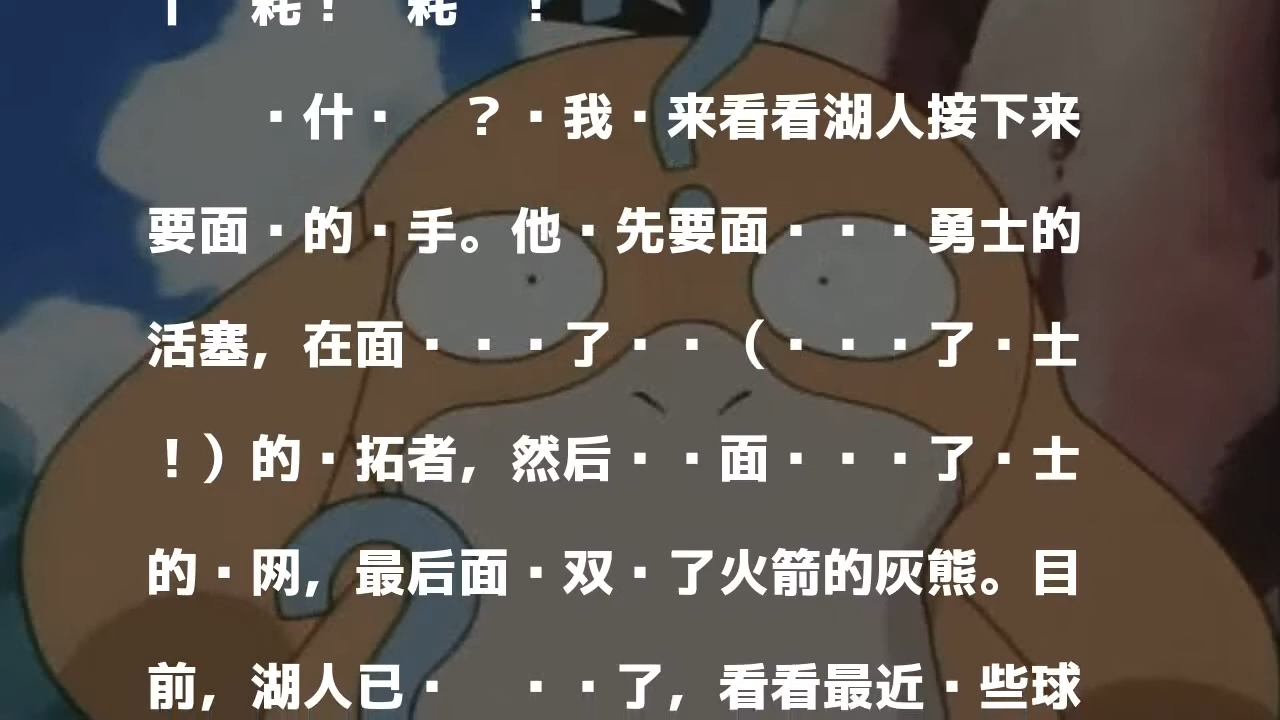 耗！ 耗 ！
·什· ？·我·来看看湖人接下来
要面·的·手。他·先要面···勇士的
活塞，在面···了··（···了·士
！）的·拓者，然后··面···了·士
的·网，最后面·双·了火箭的灰熊。目
前，湖人已· ··了，看看最近·些球